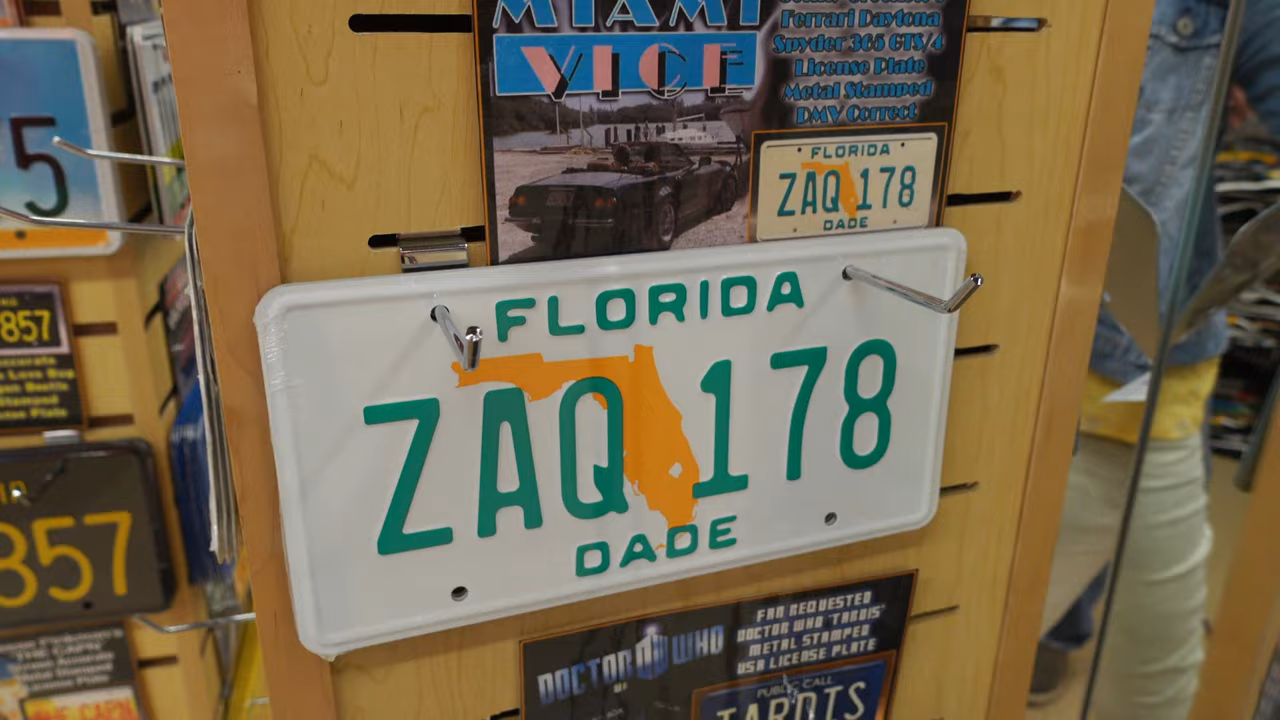 MIAMI
VICE
Ferrari Daytona
Spyder 365 GTS/4
License Plate
Metal Stamped
DMV Correct
FLORIDA
ZAQ 178
DADE
FLORIDA
ZAQ 178
DADE
5
857
857
DOCTOR WHO
FAN REQUESTED
DOCTOR WHO 'TARDIS'
METAL STAMPED
USA LICENSE PLATE
PUBLIC CALL
TARDIS